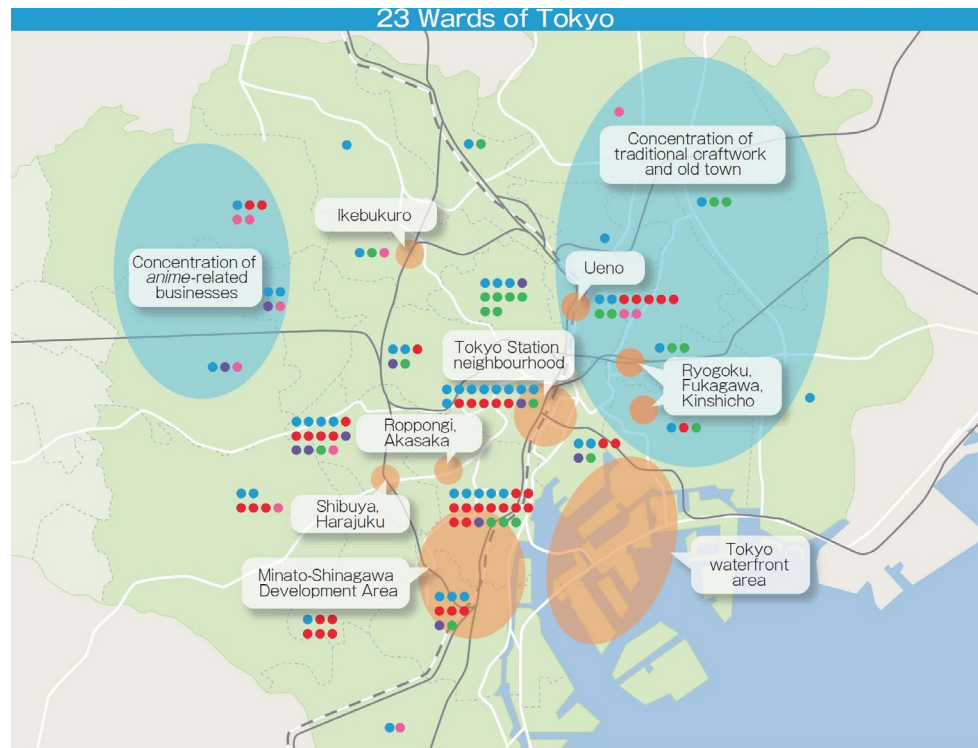 23 Wards of Tokyo
Concentration of
traditional craftwork
and old town
Ikebukuro
Concentration of
anime-related
businesses
Ueno
Tokyo Station
neighbourhood
Ryogoku,
Fukagawa,
Kinshicho
Roppongi,
Akasaka
Shibuya,
Harajuku
Tokyo
waterfront
area
Minato-Shinagawa
Development Area